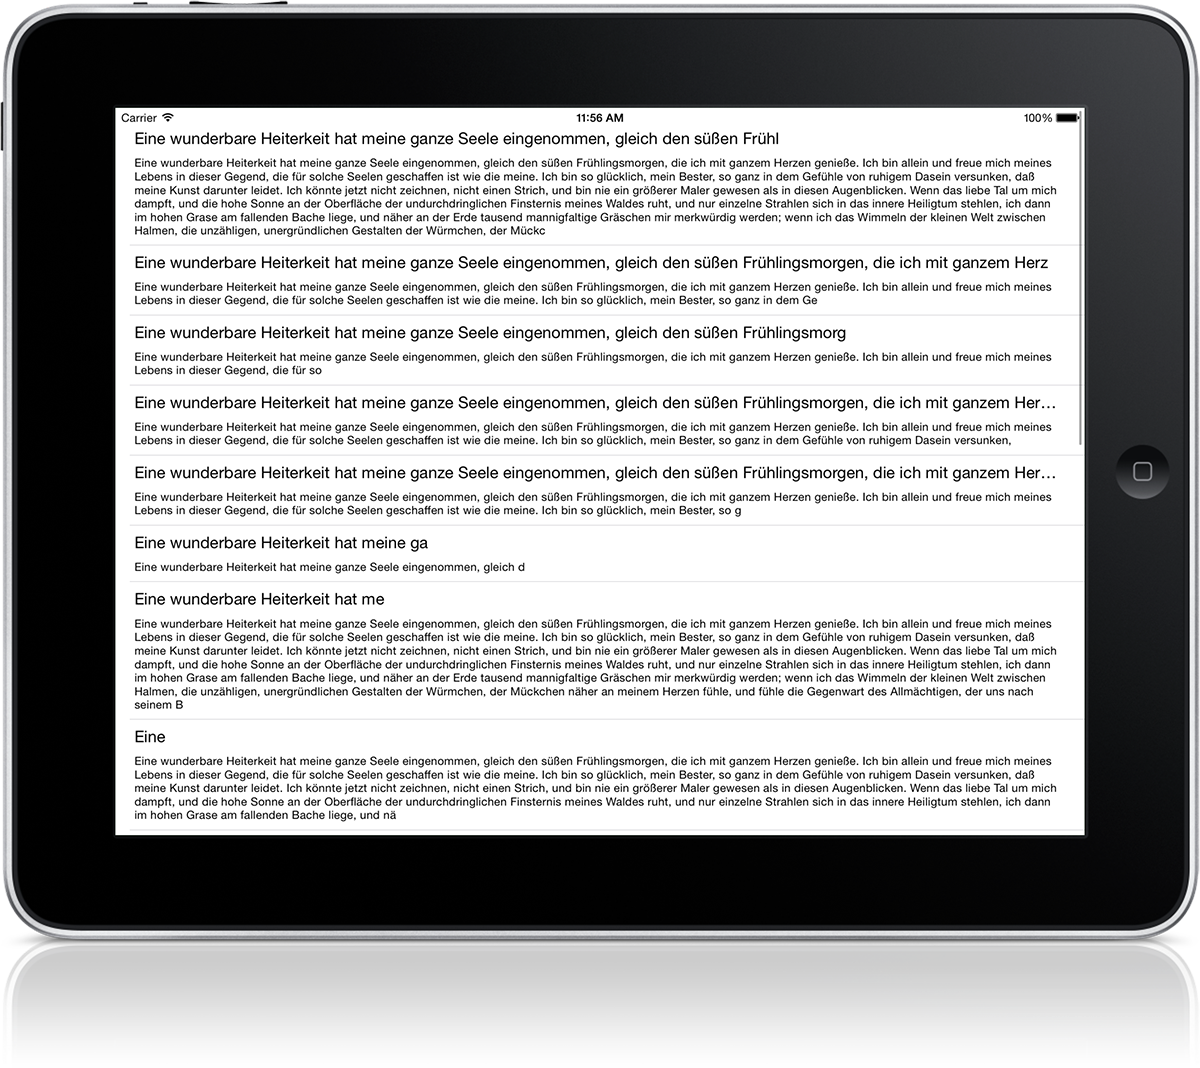 Carrier 11:56 AM 100%
Eine wunderbare Heiterkeit hat meine ganze Seele eingenommen, gleich den süßen Frühl
Eine wunderbare Heiterkeit hat meine ganze Seele eingenommen, gleich den süßen Frühlingsmorgen, die ich mit ganzem Herzen genieße. Ich bin allein und freue mich meines
Lebens in dieser Gegend, die für solche Seelen geschaffen ist wie die meine. Ich bin so glücklich, mein Bester, so ganz in dem Gefühle von ruhigem Dasein versunken, daß
meine Kunst darunter leidet. Ich könnte jetzt nicht zeichnen, nicht einen Strich, und bin nie ein größerer Maler gewesen als in diesen Augenblicken. Wenn das liebe Tal um mich
dampft, und die hohe Sonne an der Oberfläche der undurchdringlichen Finsternis meines Waldes ruht, und nur einzelne Strahlen sich in das innere Heiligtum stehlen, ich dann
im hohen Grase am fallenden Bache liege, und näher an der Erde tausend mannigfaltige Gräschen mir merkwürdig werden; wenn ich das Wimmeln der kleinen Welt zwischen
Halmen, die unzähligen, unergründlichen Gestalten der Würmchen, der Mückc
Eine wunderbare Heiterkeit hat meine ganze Seele eingenommen, gleich den süßen Frühlingsmorgen, die ich mit ganzem Herz
Eine wunderbare Heiterkeit hat meine ganze Seele eingenommen, gleich den süßen Frühlingsmorgen, die ich mit ganzem Herzen genieße. Ich bin allein und freue mich meines
Lebens in dieser Gegend, die für solche Seelen geschaffen ist wie die meine. Ich bin so glücklich, mein Bester, so ganz in dem Ge
Eine wunderbare Heiterkeit hat meine ganze Seele eingenommen, gleich den süßen Frühlingsmorg
Eine wunderbare Heiterkeit hat meine ganze Seele eingenommen, gleich den süßen Frühlingsmorgen, die ich mit ganzem Herzen genieße. Ich bin allein und freue mich meines
Lebens in dieser Gegend, die für so
Eine wunderbare Heiterkeit hat meine ganze Seele eingenommen, gleich den süßen Frühlingsmorgen, die ich mit ganzem Her…
Eine wunderbare Heiterkeit hat meine ganze Seele eingenommen, gleich den süßen Frühlingsmorgen, die ich mit ganzem Herzen genieße. Ich bin allein und freue mich meines
Lebens in dieser Gegend, die für solche Seelen geschaffen ist wie die meine. Ich bin so glücklich, mein Bester, so ganz in dem Gefühle von ruhigem Dasein versunken,
Eine wunderbare Heiterkeit hat meine ganze Seele eingenommen, gleich den süßen Frühlingsmorgen, die ich mit ganzem Her…
Eine wunderbare Heiterkeit hat meine ganze Seele eingenommen, gleich den süßen Frühlingsmorgen, die ich mit ganzem Herzen genieße. Ich bin allein und freue mich meines
Lebens in dieser Gegend, die für solche Seelen geschaffen ist wie die meine. Ich bin so glücklich, mein Bester, so g
Eine wunderbare Heiterkeit hat meine ga
Eine wunderbare Heiterkeit hat meine ganze Seele eingenommen, gleich d
Eine wunderbare Heiterkeit hat me
Eine wunderbare Heiterkeit hat meine ganze Seele eingenommen, gleich den süßen Frühlingsmorgen, die ich mit ganzem Herzen genieße. Ich bin allein und freue mich meines
Lebens in dieser Gegend, die für solche Seelen geschaffen ist wie die meine. Ich bin so glücklich, mein Bester, so ganz in dem Gefühle von ruhigem Dasein versunken, daß
meine Kunst darunter leidet. Ich könnte jetzt nicht zeichnen, nicht einen Strich, und bin nie ein größerer Maler gewesen als in diesen Augenblicken. Wenn das liebe Tal um mich
dampft, und die hohe Sonne an der Oberfläche der undurchdringlichen Finsternis meines Waldes ruht, und nur einzelne Strahlen sich in das innere Heiligtum stehlen, ich dann
im hohen Grase am fallenden Bache liege, und näher an der Erde tausend mannigfaltige Gräschen mir merkwürdig werden; wenn ich das Wimmeln der kleinen Welt zwischen
Halmen, die unzähligen, unergründlichen Gestalten der Würmchen, der Mückchen näher an meinem Herzen fühle, und fühle die Gegenwart des Allmächtigen, der uns nach
seinem B
Eine
Eine wunderbare Heiterkeit hat meine ganze Seele eingenommen, gleich den süßen Frühlingsmorgen, die ich mit ganzem Herzen genieße. Ich bin allein und freue mich meines
Lebens in dieser Gegend, die für solche Seelen geschaffen ist wie die meine. Ich bin so glücklich, mein Bester, so ganz in dem Gefühle von ruhigem Dasein versunken, daß
meine Kunst darunter leidet. Ich könnte jetzt nicht zeichnen, nicht einen Strich, und bin nie ein größerer Maler gewesen als in diesen Augenblicken. Wenn das liebe Tal um mich
dampft, und die hohe Sonne an der Oberfläche der undurchdringlichen Finsternis meines Waldes ruht, und nur einzelne Strahlen sich in das innere Heiligtum stehlen, ich dann
im hohen Grase am fallenden Bache liege, und nä